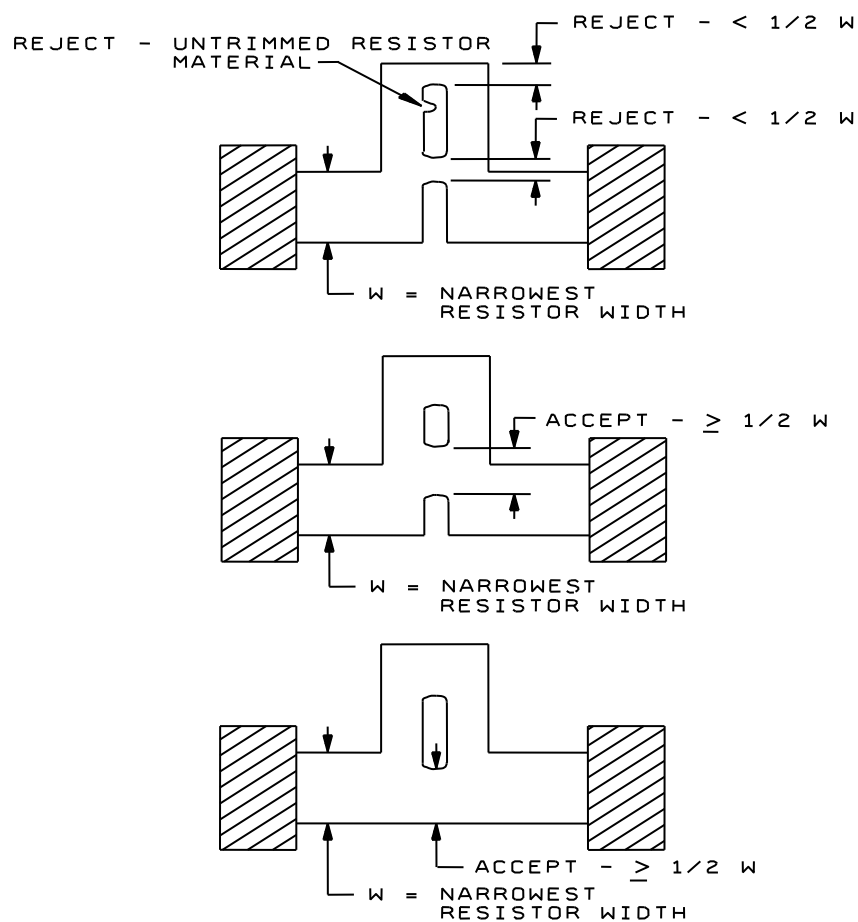 REJECT - < 1/2 W
REJECT - UNTRIMMED RESISTOR
MATERIAL
REJECT - < 1/2 W
W = NARROWEST
RESISTOR WIDTH
ACCEPT - ≥ 1/2 W
W = NARROWEST
RESISTOR WIDTH
ACCEPT - ≥ 1/2 W
W = NARROWEST
RESISTOR WIDTH